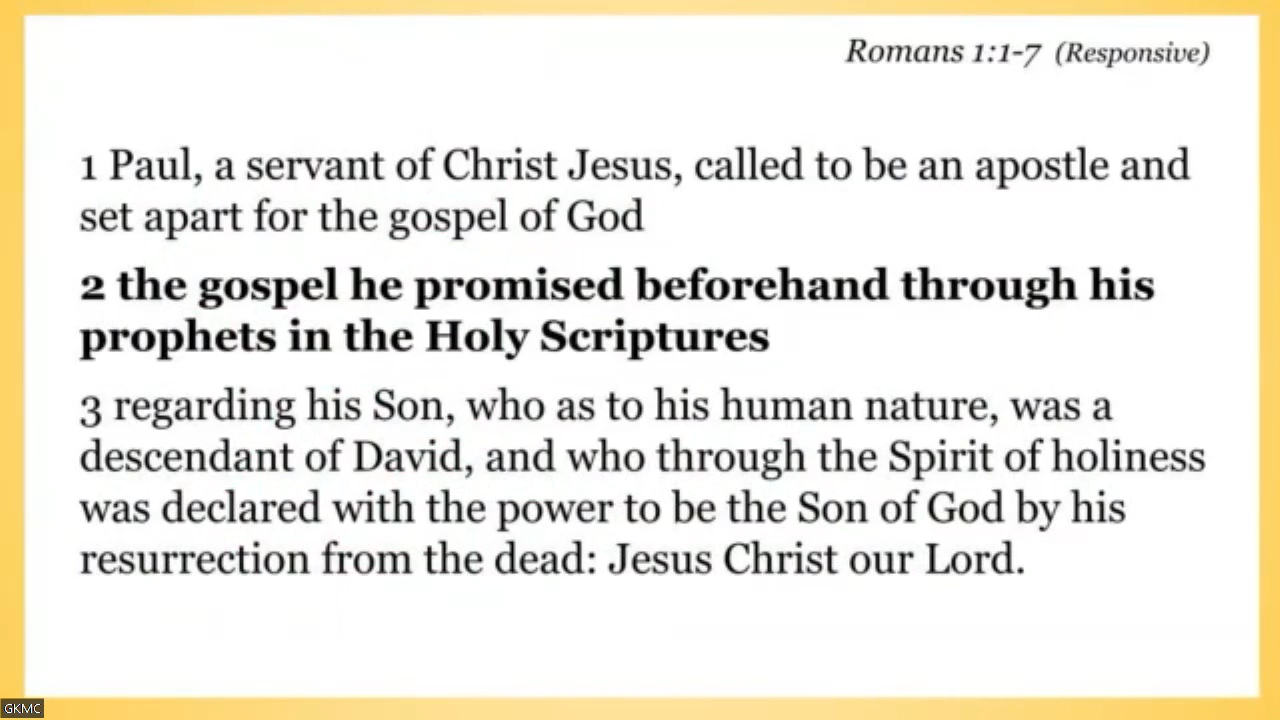 Romans 1:1-7 (Responsive)
1 Paul, a servant of Christ Jesus, called to be an apostle and
set apart for the gospel of God
2 the gospel he promised beforehand through his
prophets in the Holy Scriptures
3 regarding his Son, who as to his human nature, was a
descendant of David, and who through the Spirit of holiness
was declared with the power to be the Son of God by his
resurrection from the dead: Jesus Christ our Lord.
GKMC